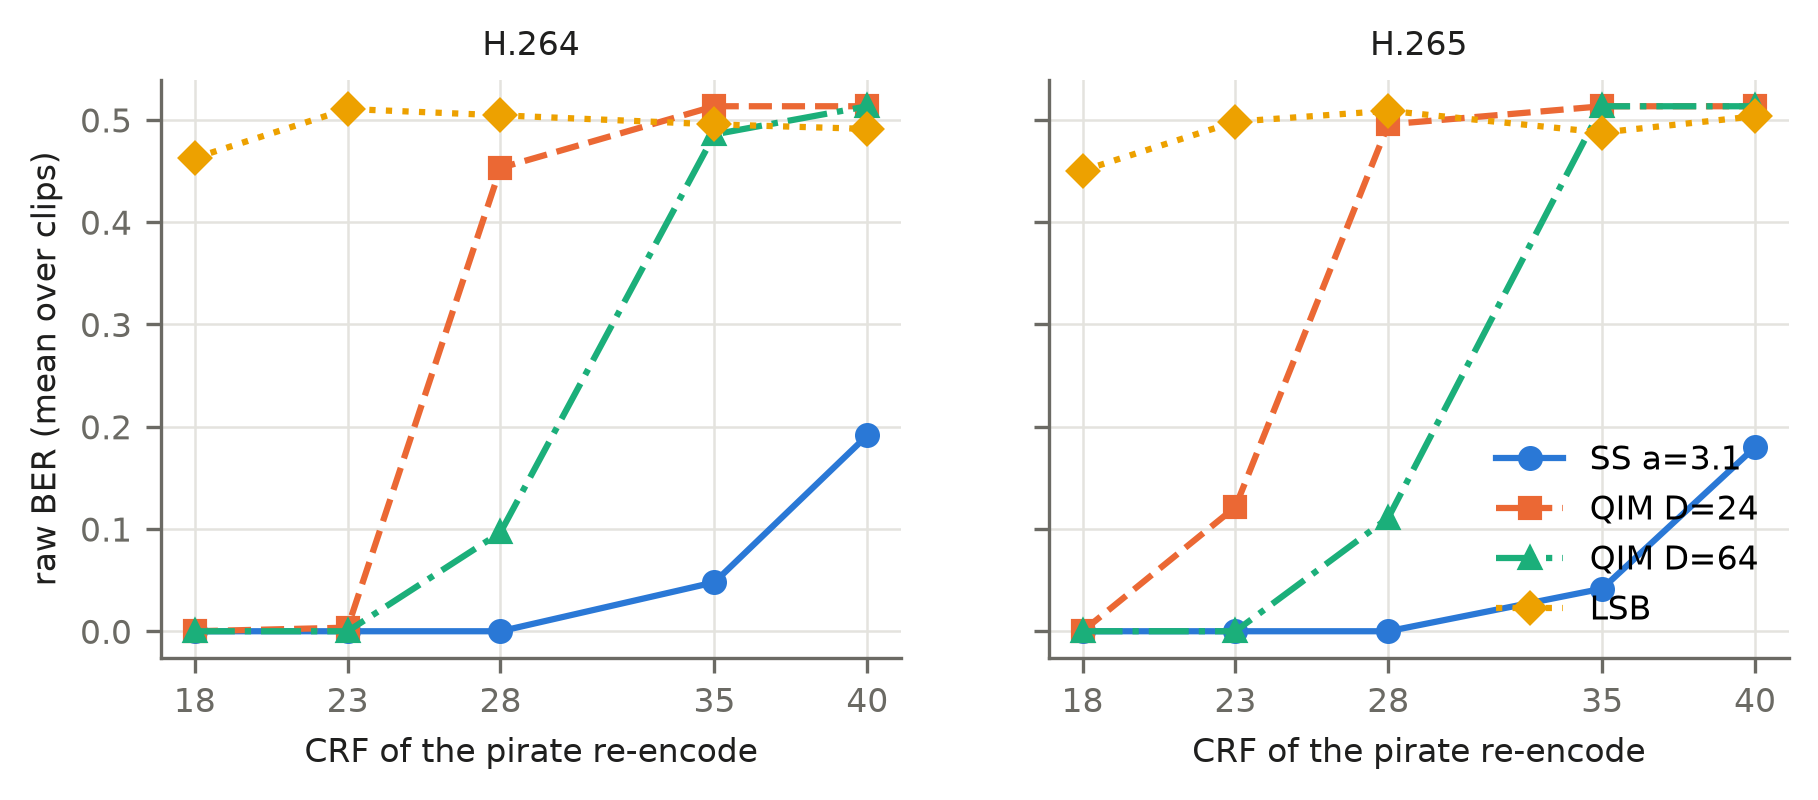 H.264
H.265
raw BER (mean over clips)
0.5
0.4
0.3
0.2
0.1
0.0
SS a=3.1
QIM D=24
QIM D=64
LSB
18 23 28 35 40
18 23 28 35 40
CRF of the pirate re-encode
CRF of the pirate re-encode